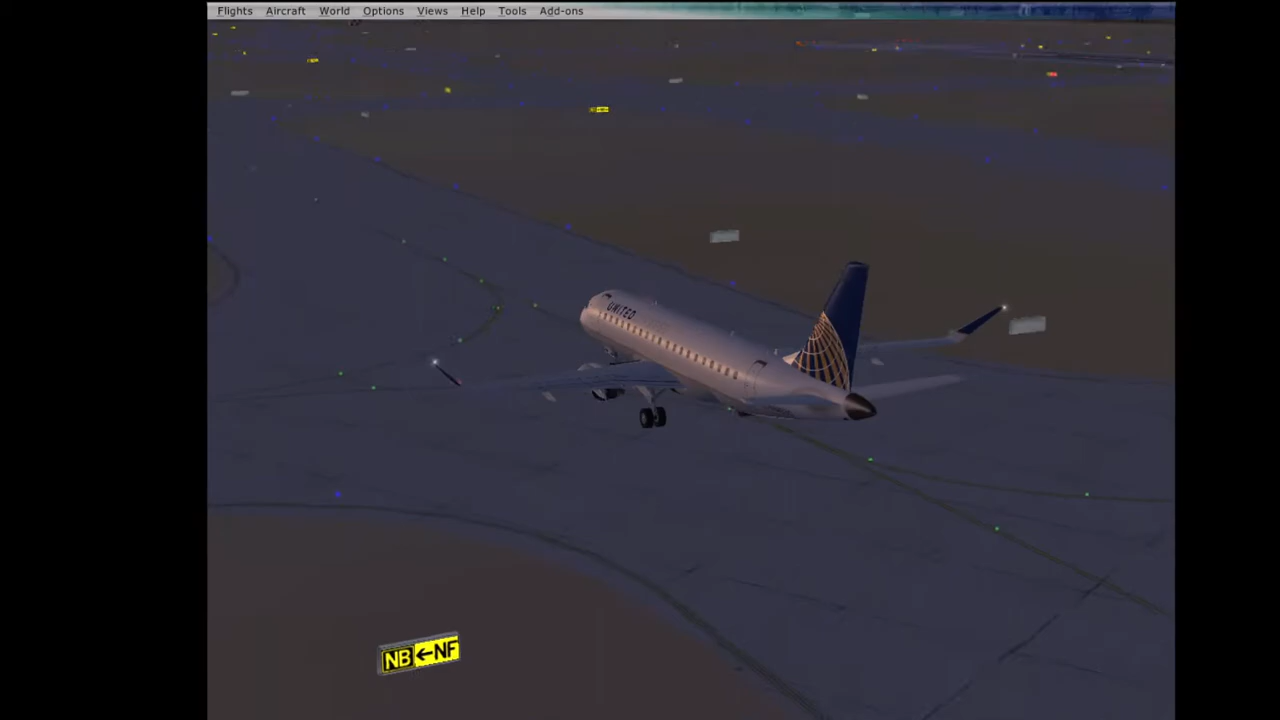 Flights Aircraft World Options Views Help Tools Add-ons
UNITED
NB←NF